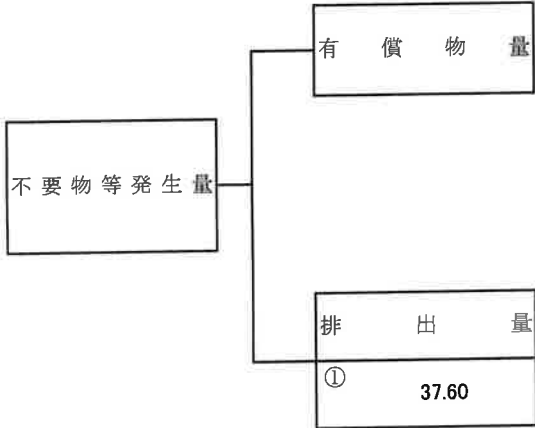 有償物量
不要物等発生量
排出量
①
37.60